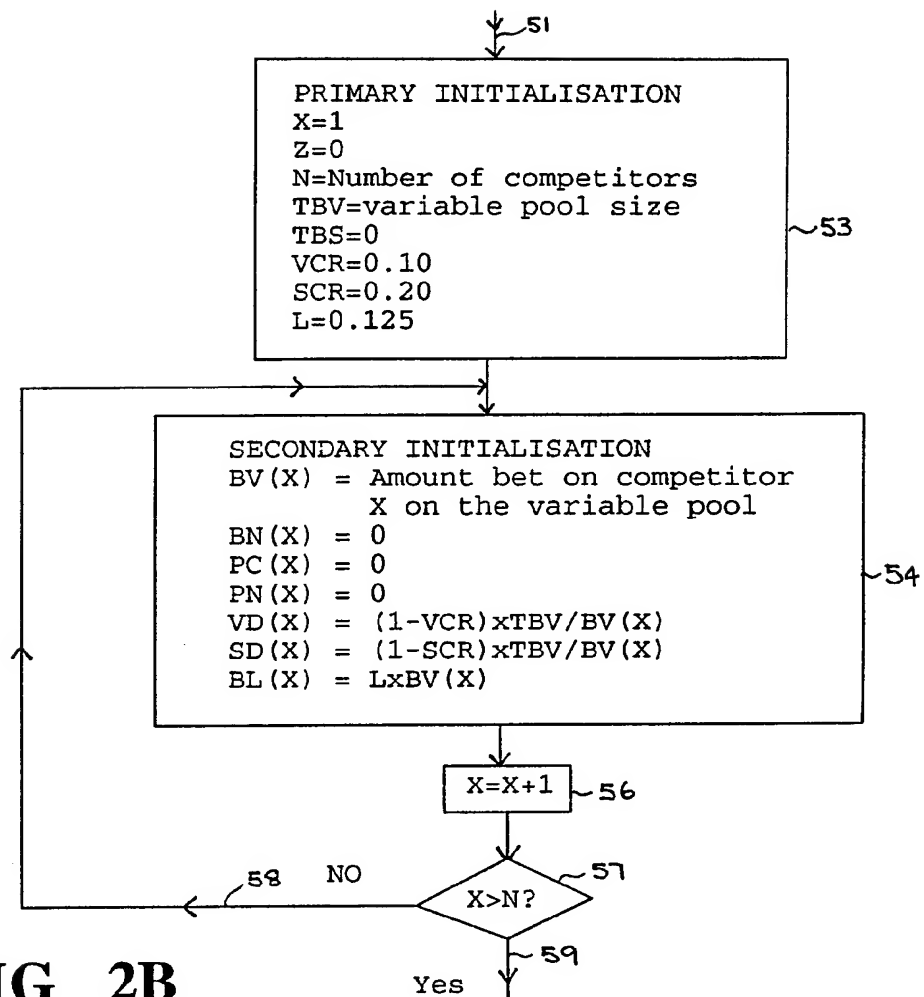 51
PRIMARY INITIALISATION
X=1
Z=0
N=Number of competitors
TBV=variable pool size
TBS=0
VCR=0.10
SCR=0.20
L=0.125
53
SECONDARY INITIALISATION
BV(X) = Amount bet on competitor
X on the variable pool
BN(X) = 0
PC(X) = 0
PN(X) = 0
VD(X) = (1-VCR)xTBV/BV(X)
SD(X) = (1-SCR)xTBV/BV(X)
BL(X) = LxBV(X)
54
X=X+1
56
58 NO
X>N?
57
59
Yes
2B